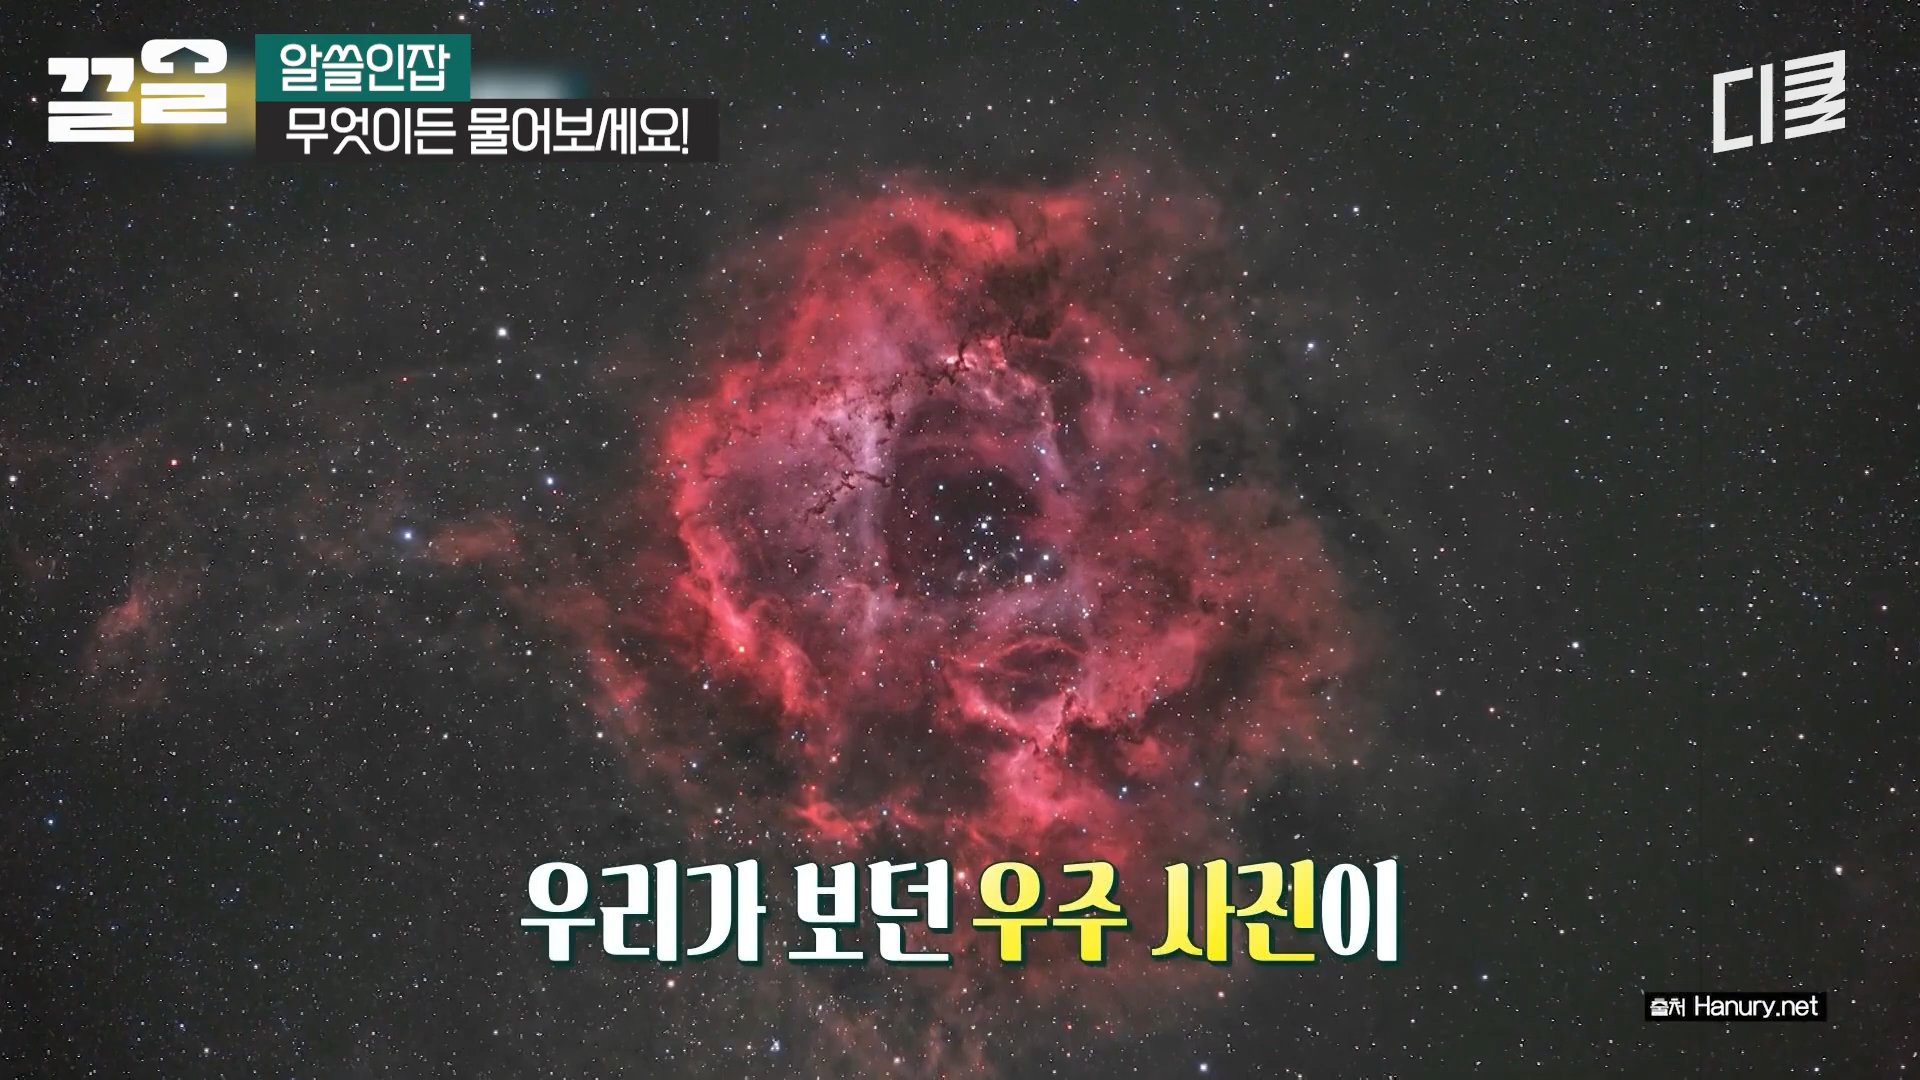 끌올
알쓸인잡
무엇이든 물어보세요!
디클
우리가 보던 우주 사진이
출처 Hanury.net